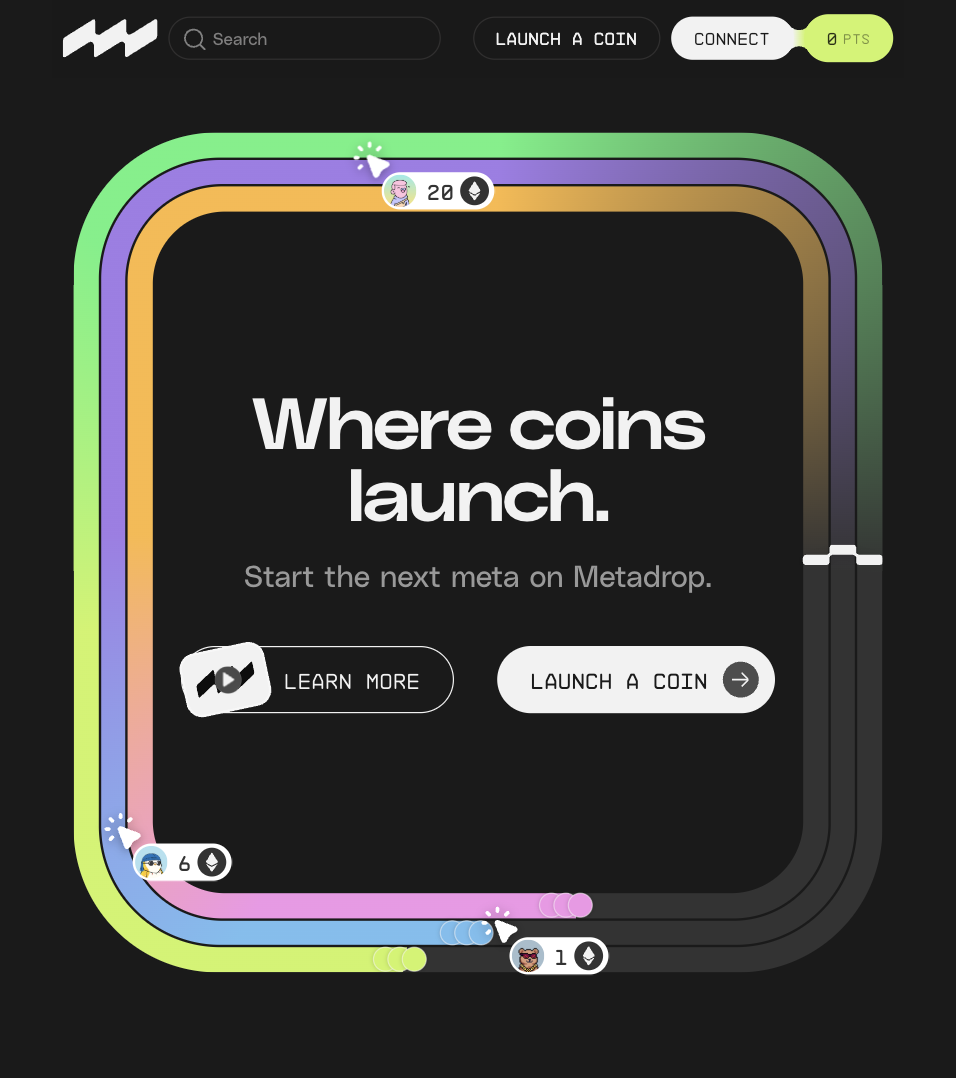 Search
LAUNCH A COIN
CONNECT
0 PTS
20
Where coins
launch.
Start the next meta on Metadrop.
LEARN MORE
LAUNCH A COIN
6
1